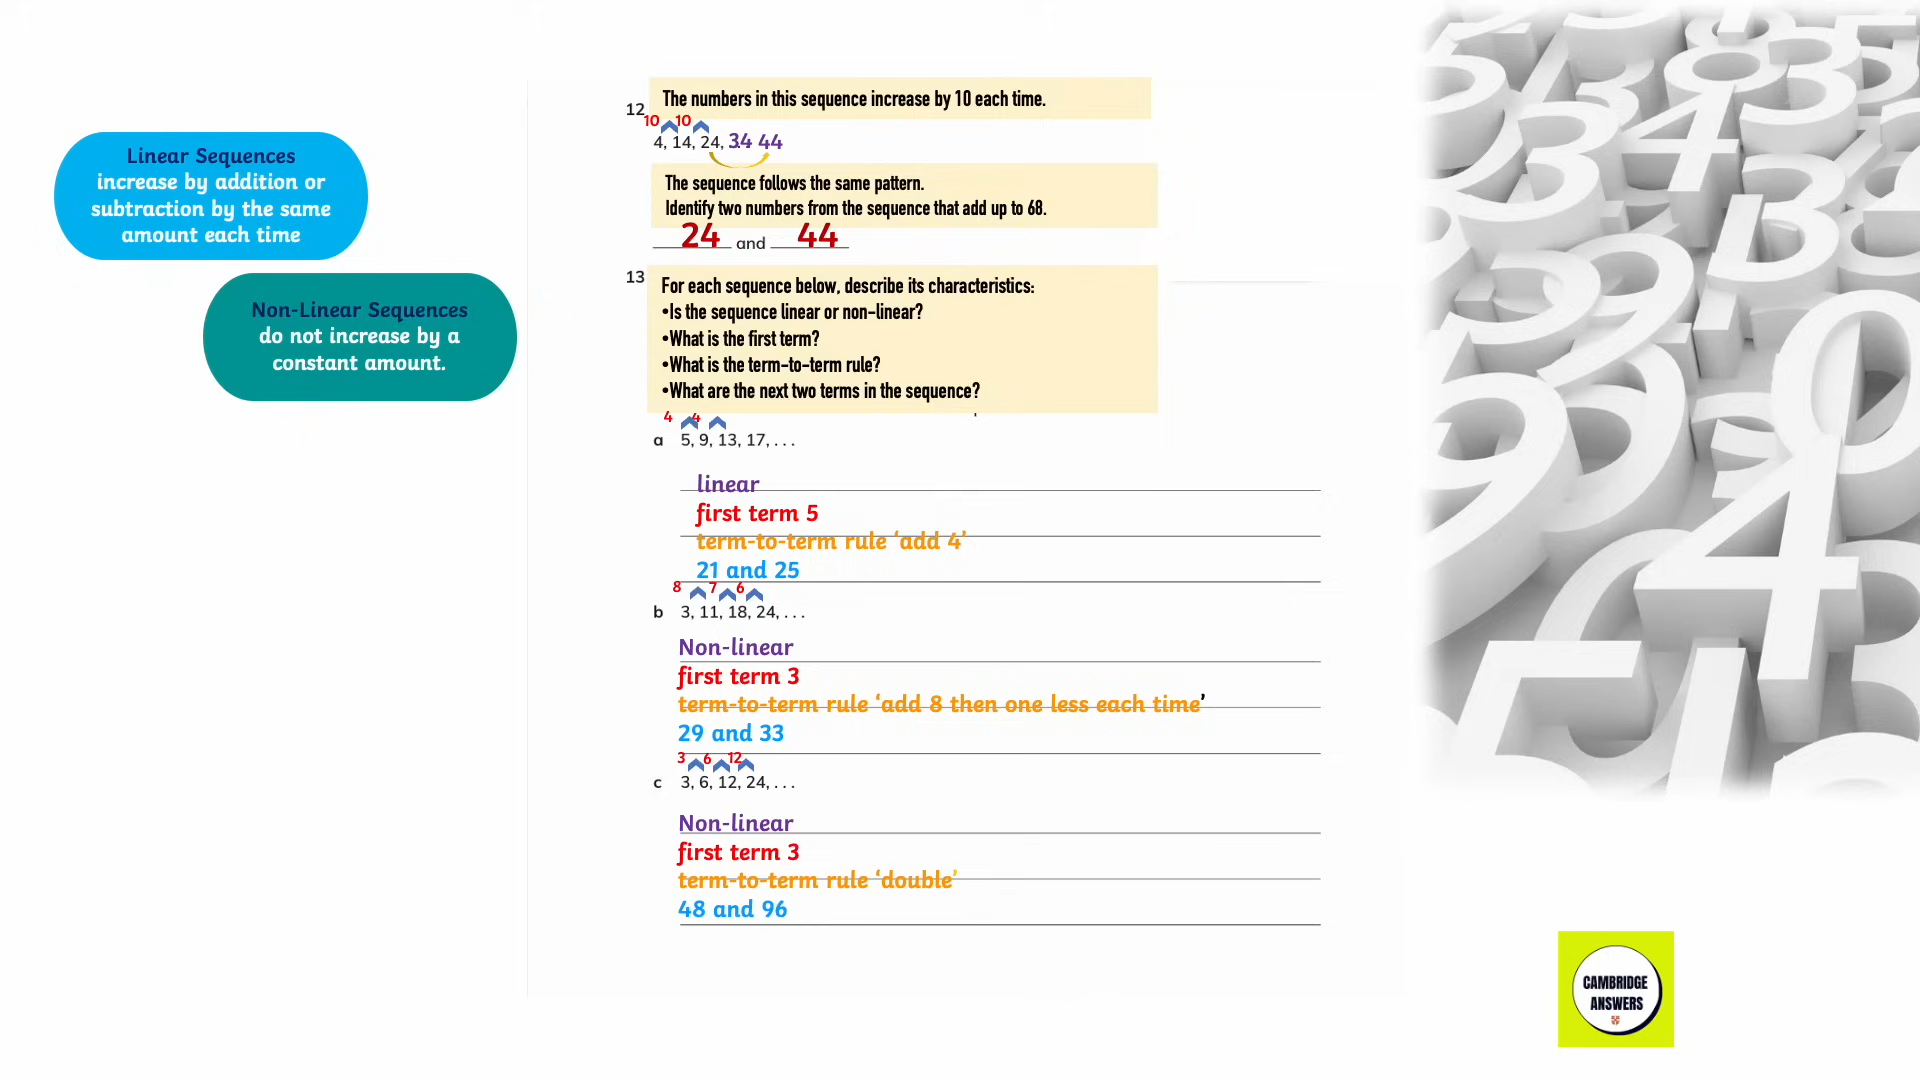 Linear Sequences
increase by addition or
subtraction by the same
amount each time
Non-Linear Sequences
do not increase by a
constant amount.
12
The numbers in this sequence increase by 10 each time.
10 10
4, 14, 24, 34 44
The sequence follows the same pattern.
Identify two numbers from the sequence that add up to 68.
24 and 44
13
For each sequence below, describe its characteristics:
•Is the sequence linear or non-linear?
•What is the first term?
•What is the term-to-term rule?
•What are the next two terms in the sequence?
4 4
a 5, 9, 13, 17, . . .
linear
first term 5
term-to-term rule ‘add 4’
21 and 25
8 7 6
b 3, 11, 18, 24, . . .
Non-linear
first term 3
term-to-term rule ‘add 8 then one less each time’
29 and 33
3 6 12
c 3, 6, 12, 24, . . .
Non-linear
first term 3
term-to-term rule ‘double’
48 and 96
CAMBRIDGE
ANSWERS